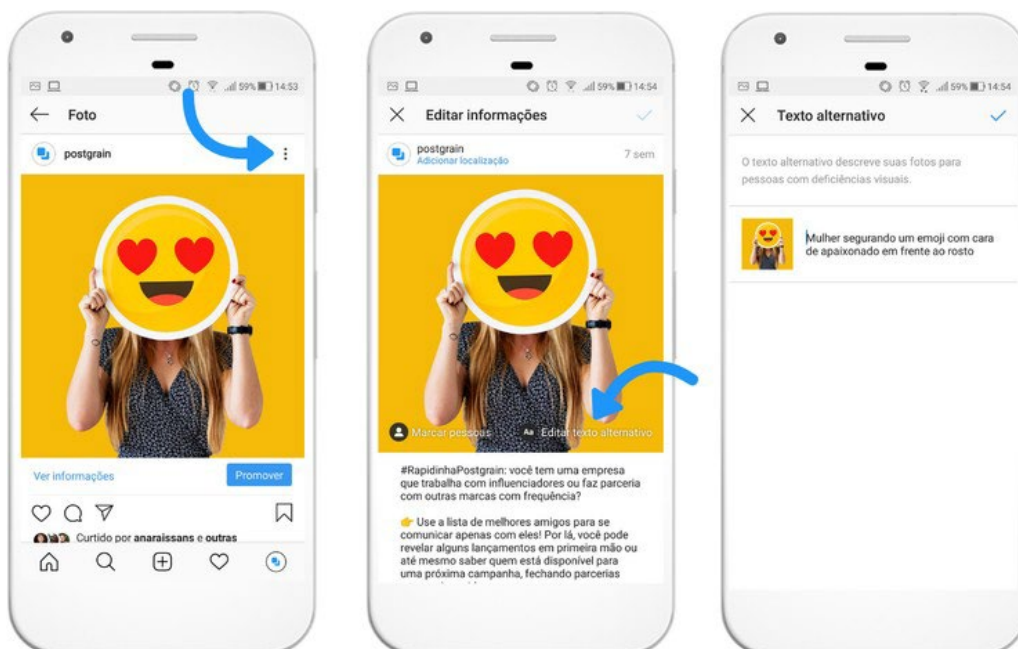 59% 14:53
Foto
postgrain
Ver informações
Promover
Curtido por anaraissans e outras
59% 14:54
Editar informações
postgrain
Adicionar localização
7 sem
Marcar pessoas
Aa Editar texto alternativo
#RapidinhaPostgrain: você tem uma empresa
que trabalha com influenciadores ou faz parceria
com outras marcas com frequência?
👉 Use a lista de melhores amigos para se
comunicar apenas com eles! Por lá, você pode
revelar alguns lançamentos em primeira mão ou
até mesmo saber quem está disponível para
uma próxima campanha, fechando parcerias
59% 14:54
Texto alternativo
O texto alternativo descreve suas fotos para
pessoas com deficiências visuais.
Mulher segurando um emoji com cara
de apaixonado em frente ao rosto